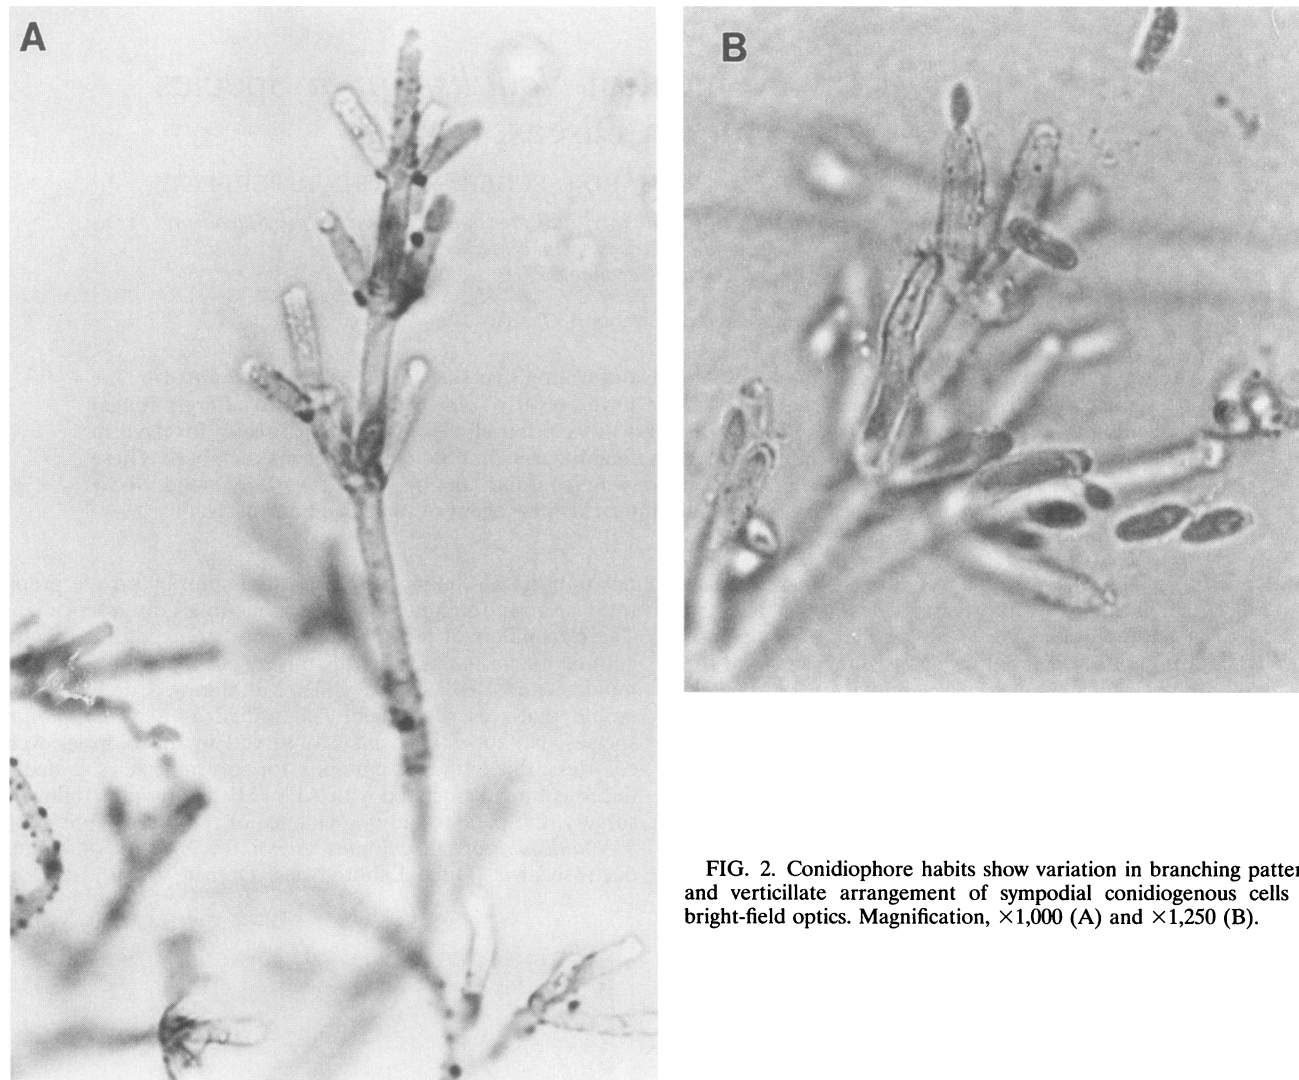 A
B
FIG. 2. Conidiophore habits show variation in branching patter
and verticillate arrangement of sympodial conidiogenous cells
bright-field optics. Magnification, ×1,000 (A) and ×1,250 (B).